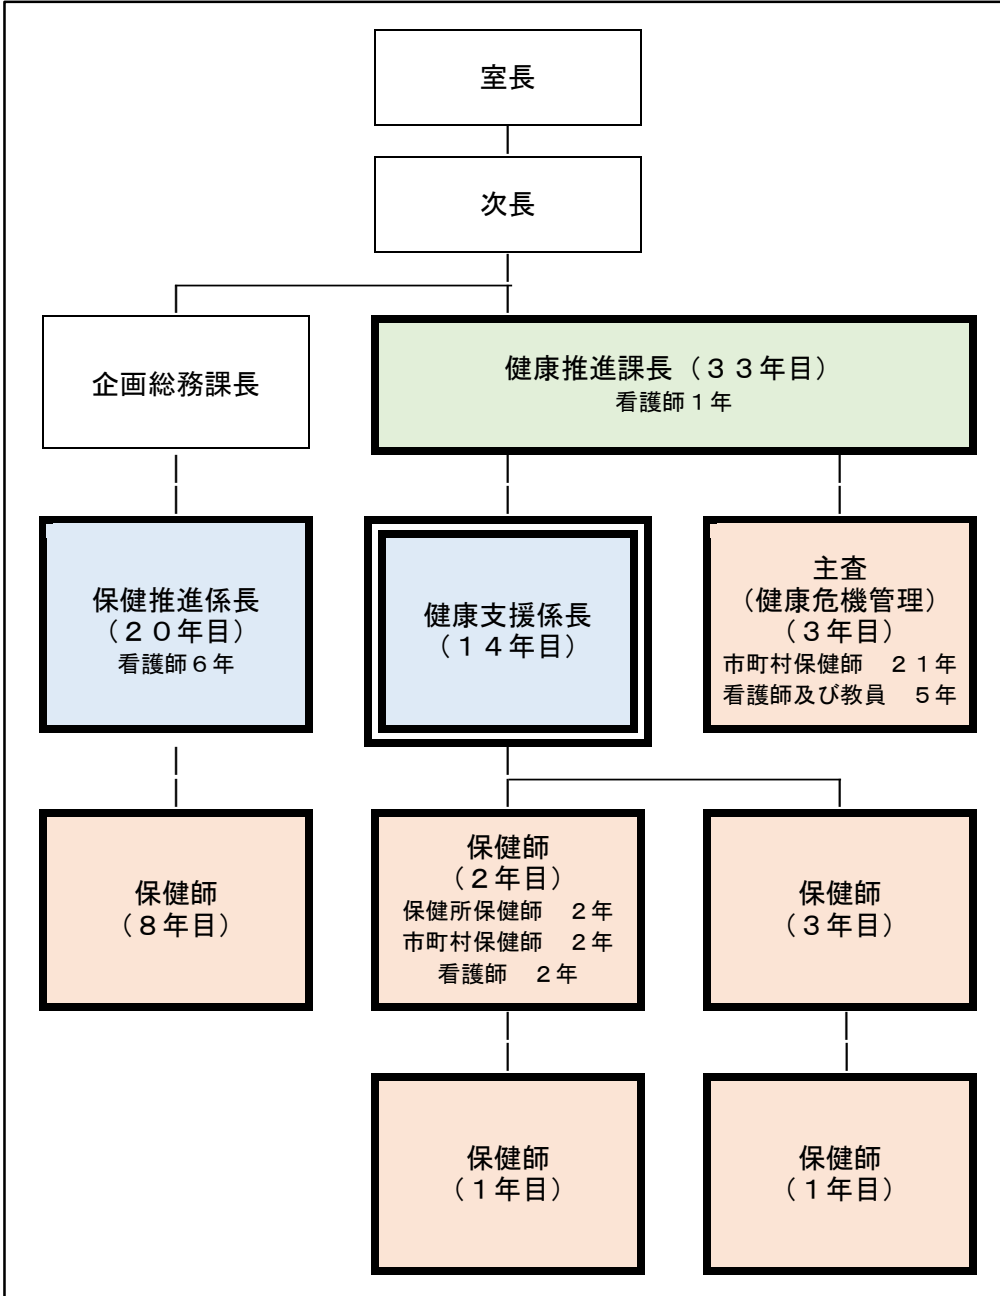 室長
次長
企画総務課長
健康推進課長（３３年目）
看護師１年
保健推進係長
（２０年目）
看護師６年
健康支援係長
（１４年目）
主査
（健康危機管理）
（３年目）
市町村保健師　２１年
看護師及び教員　５年
保健師
（８年目）
保健師
（２年目）
保健所保健師　２年
市町村保健師　２年
看護師　２年
保健師
（３年目）
保健師
（１年目）
保健師
（１年目）